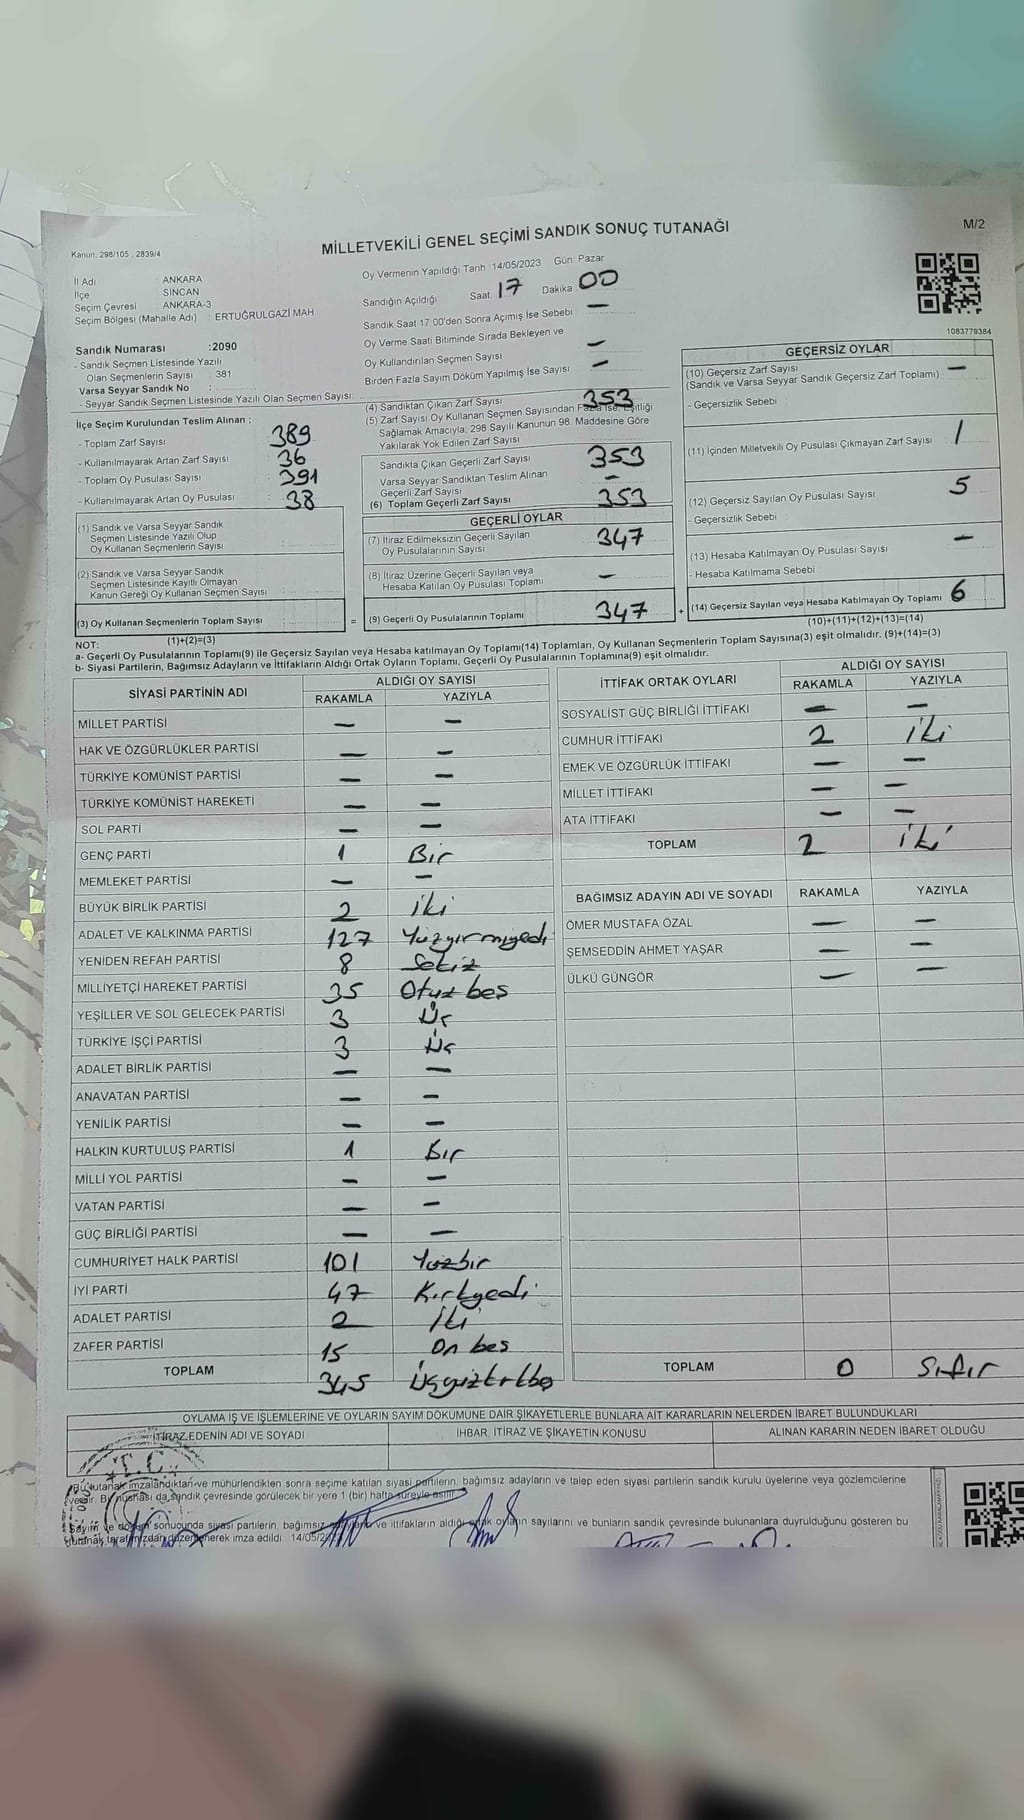 M/2
MİLLETVEKİLİ GENEL SEÇİMİ SANDIK SONUÇ TUTANAĞI
Kanun: 298/105 , 2839/4
İl Adı : ANKARA
İlçe : SİNCAN
Seçim Çevresi : ANKARA-3
Seçim Bölgesi (Mahalle Adı) : ERTUĞRULGAZİ MAH
Sandık Numarası :2090
- Sandık Seçmen Listesinde Yazılı
Olan Seçmenlerin Sayısı : 381
Varsa Seyyar Sandık No :
- Seyyar Sandık Seçmen Listesinde Yazılı Olan Seçmen Sayısı:
İlçe Seçim Kurulundan Teslim Alınan ;
- Toplam Zarf Sayısı : 389
- Kullanılmayarak Artan Zarf Sayısı : 36
- Toplam Oy Pusulası Sayısı : 391
- Kullanılmayarak Artan Oy Pusulası : 38
(1) Sandık ve Varsa Seyyar Sandık
Seçmen Listesinde Yazılı Olup
Oy Kullanan Seçmenlerin Sayısı :
(2) Sandık ve Varsa Seyyar Sandık
Seçmen Listesinde Kayıtlı Olmayan
Kanun Gereği Oy Kullanan Seçmen Sayısı :
(3) Oy Kullanan Seçmenlerin Toplam Sayısı :
(1)+(2)=(3)
Oy Vermenin Yapıldığı Tarih :14/05/2023 Gün: Pazar
Sandığın Açıldığı Saat 17 Dakika 00
Sandık Saat 17:00'den Sonra Açımış İse Sebebi : —
Oy Verme Saati Bitiminde Sırada Bekleyen ve
Oy Kullandırılan Seçmen Sayısı —
Birden Fazla Sayım Döküm Yapılmış İse Sayısı —
(4) Sandıktan Çıkan Zarf Sayısı 353
(5) Zarf Sayısı Oy Kullanan Seçmen Sayısından Fazla İse, Eşitliği
Sağlamak Amacıyla, 298 Sayılı Kanunun 98. Maddesine Göre
Yakılarak Yok Edilen Zarf Sayısı
Sandıkta Çıkan Geçerli Zarf Sayısı 353
Varsa Seyyar Sandıktan Teslim Alınan
Geçerli Zarf Sayısı —
(6) Toplam Geçerli Zarf Sayısı 353
GEÇERLİ OYLAR
(7) İtiraz Edilmeksizin Geçerli Sayılan
Oy Pusulalarının Sayısı 347
(8) İtiraz Üzerine Geçerli Sayılan veya
Hesaba Katılan Oy Pusulası Toplamı —
= (9) Geçerli Oy Pusulalarının Toplamı 347 +
1083779384
GEÇERSİZ OYLAR
(10) Geçersiz Zarf Sayısı —
(Sandık ve Varsa Seyyar Sandık Geçersiz Zarf Toplamı)
- Geçersizlik Sebebi :
(11) İçinden Milletvekili Oy Pusulası Çıkmayan Zarf Sayısı 1
(12) Geçersiz Sayılan Oy Pusulası Sayısı 5
- Geçersizlik Sebebi :
(13) Hesaba Katılmayan Oy Pusulası Sayısı —
- Hesaba Katılmama Sebebi :
(14) Geçersiz Sayılan veya Hesaba Katılmayan Oy Toplamı 6
(10)+(11)+(12)+(13)=(14)
NOT:
a- Geçerli Oy Pusulalarının Toplamı(9) ile Geçersiz Sayılan veya Hesaba katılmayan Oy Toplamı(14) Toplamları, Oy Kullanan Seçmenlerin Toplam Sayısına(3) eşit olmalıdır. (9)+(14)=(3)
b- Siyasi Partilerin, Bağımsız Adayların ve İttifakların Aldığı Ortak Oyların Toplamı, Geçerli Oy Pusulalarının Toplamına(9) eşit olmalıdır.
SİYASİ PARTİNİN ADI ALDIĞI OY SAYISI
RAKAMLA YAZIYLA
MİLLET PARTİSİ — —
HAK VE ÖZGÜRLÜKLER PARTİSİ — —
TÜRKİYE KOMÜNİST PARTİSİ — —
TÜRKİYE KOMÜNİST HAREKETİ — —
SOL PARTİ — —
GENÇ PARTİ 1 Bir
MEMLEKET PARTİSİ — —
BÜYÜK BİRLİK PARTİSİ 2 iki
ADALET VE KALKINMA PARTİSİ 127 Yüzyirmiyedi
YENİDEN REFAH PARTİSİ 8 Sekiz
MİLLİYETÇİ HAREKET PARTİSİ 35 Otuz beş
YEŞİLLER VE SOL GELECEK PARTİSİ 3 Üç
TÜRKİYE İŞÇİ PARTİSİ 3 Üç
ADALET BİRLİK PARTİSİ — —
ANAVATAN PARTİSİ — —
YENİLİK PARTİSİ — —
HALKIN KURTULUŞ PARTİSİ 1 Bir
MİLLİ YOL PARTİSİ — —
VATAN PARTİSİ — —
GÜÇ BİRLİĞİ PARTİSİ — —
CUMHURİYET HALK PARTİSİ 101 Yüzbir
İYİ PARTİ 47 Kırkyedi
ADALET PARTİSİ 2 İki
ZAFER PARTİSİ 15 On beş
TOPLAM 345 Üçyüzkırkbeş
İTTİFAK ORTAK OYLARI ALDIĞI OY SAYISI
RAKAMLA YAZIYLA
SOSYALİST GÜÇ BİRLİĞİ İTTİFAKI — —
CUMHUR İTTİFAKI 2 iki
EMEK VE ÖZGÜRLÜK İTTİFAKI — —
MİLLET İTTİFAKI — —
ATA İTTİFAKI — —
TOPLAM 2 iki
BAĞIMSIZ ADAYIN ADI VE SOYADI RAKAMLA YAZIYLA
ÖMER MUSTAFA ÖZAL — —
ŞEMSEDDİN AHMET YAŞAR — —
ÜLKÜ GÜNGÖR — —
TOPLAM 0 Sıfır
OYLAMA İŞ VE İŞLEMLERİNE VE OYLARIN SAYIM DÖKÜMÜNE DAİR ŞİKAYETLERLE BUNLARA AİT KARARLARIN NELERDEN İBARET BULUNDUKLARI
İTİRAZ EDENİN ADI VE SOYADI İHBAR, İTİRAZ VE ŞİKAYETİN KONUSU ALINAN KARARIN NEDEN İBARET OLDUĞU
T.C.
Bu tutanak imzalandıktan ve mühürlendikten sonra seçime katılan siyasi partilerin, bağımsız adayların ve talep eden siyasi partilerin sandık kurulu üyelerine veya gözlemcilerine
verilir. Bir nüshası da sandık çevresinde görülecek bir yere 1 (bir) hafta süreyle asılır.
Sayım ve döküm sonucunda siyasi partilerin, bağımsız adayların ve ittifakların aldığı ortak oyların sayılarını ve bunların sandık çevresinde bulunanlara duyrulduğunu gösteren bu
tutanak tarafımızdan düzenlenerek imza edildi. 14/05/